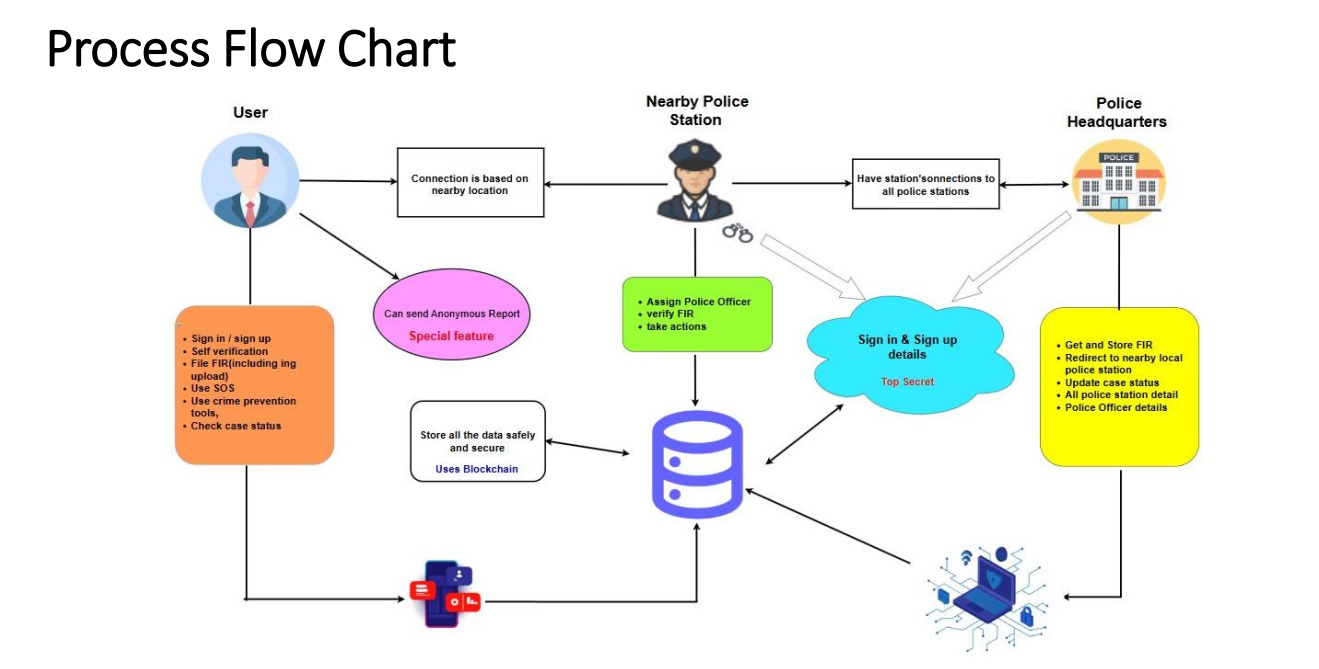 Process Flow Chart
User
Nearby Police
Station
Police
Headquarters
POLICE
Connection is based on
nearby location
Have station'sonnections to
all police stations
Can send Anonymous Report
Special feature
• Assign Police Officer
• verify FIR
• take actions
Sign in & Sign up
details
Top Secret
• Sign in / sign up
• Self verification
• File FIR(including ing
upload)
• Use SOS
• Use crime prevention
tools,
• Check case status
• Get and Store FIR
• Redirect to nearby local
police station
• Update case status
• All police station detail
• Police Officer details
Store all the data safely
and secure
Uses Blockchain